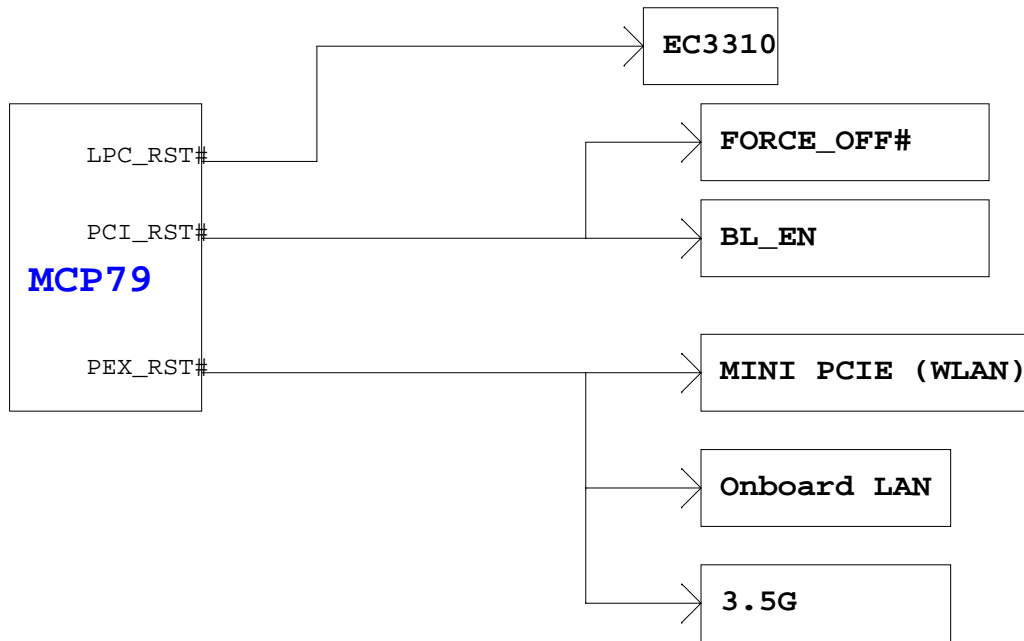 EC3310
LPC_RST#
FORCE_OFF#
PCI_RST#
BL_EN
MCP79
PEX_RST#
MINI PCIE (WLAN)
Onboard LAN
3.5G